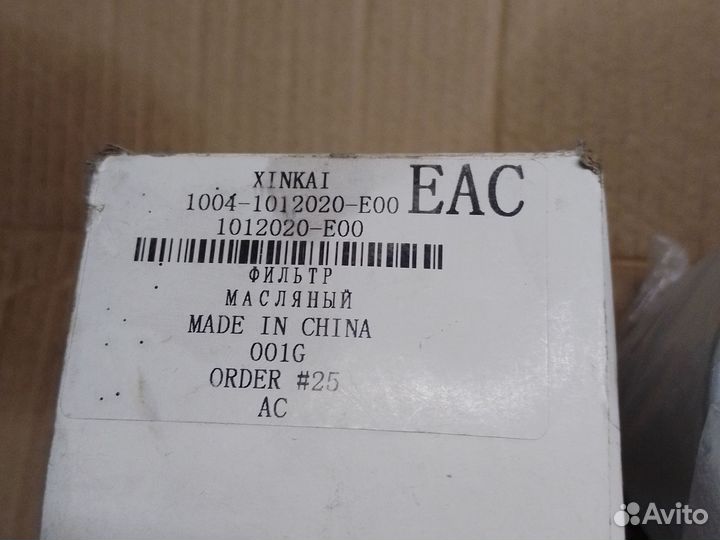 XINKAI
EAC
1004-1012020-E00
1012020-E00
ФИЛЬТР
МАСЛЯНЫЙ
MADE IN CHINA
001G
ORDER #25
AC
Avito